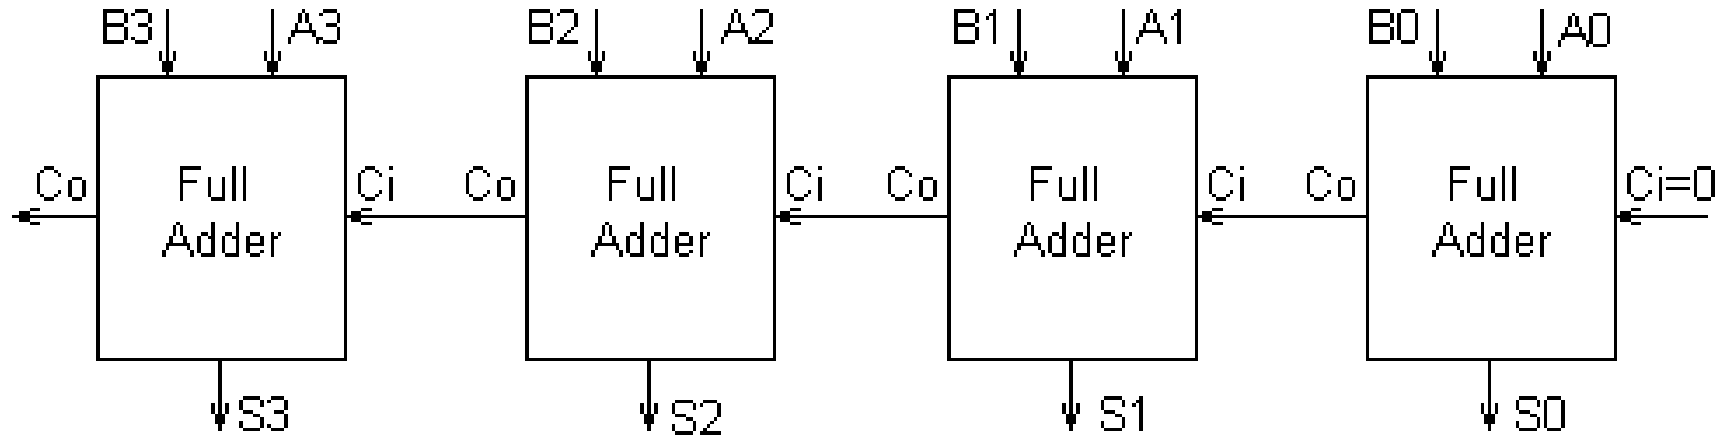 B3 A3 B2 A2 B1 A1 B0 A0
Co Full Adder Ci Co Full Adder Ci Co Full Adder Ci Co Full Adder Ci=0
S3 S2 S1 S0